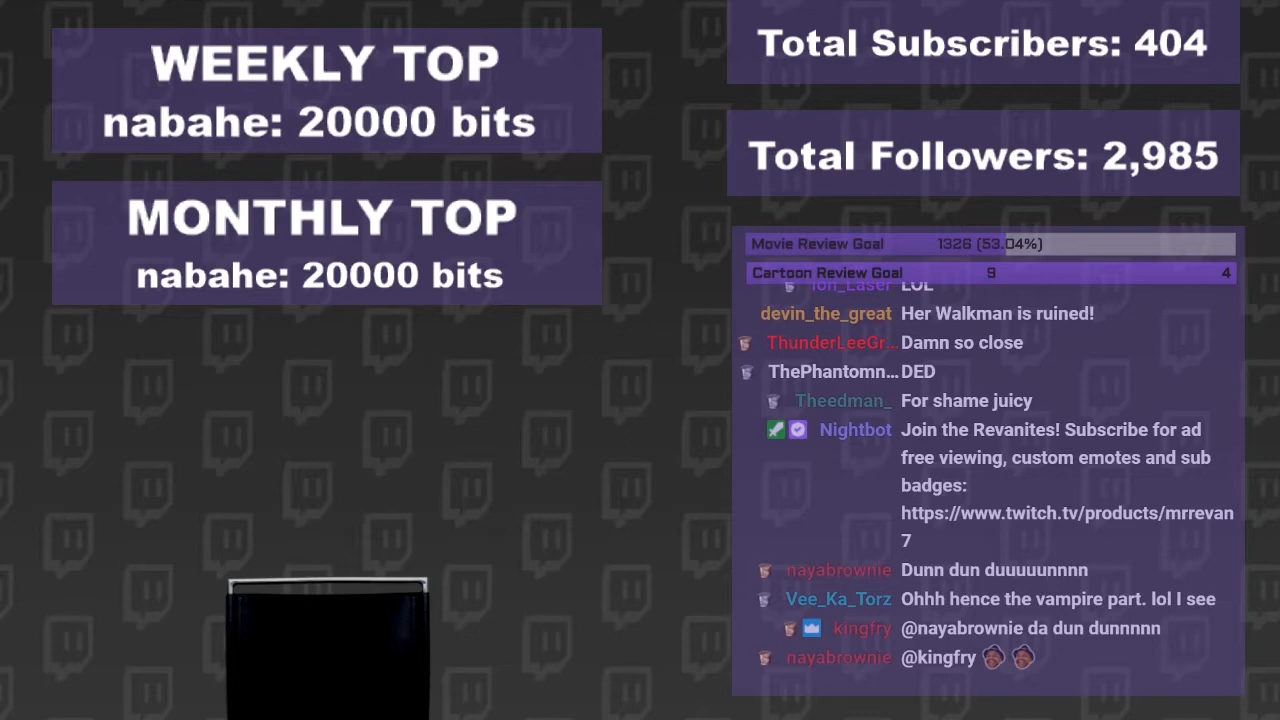 WEEKLY TOP
nabahe: 20000 bits
MONTHLY TOP
nabahe: 20000 bits
Total Subscribers: 404
Total Followers: 2,985
Movie Review Goal 1326 (53.04%)
Cartoon Review Goal 9 4
Ion_Laser LOL
devin_the_great Her Walkman is ruined!
ThunderLeeGr... Damn so close
ThePhantomn... DED
Theedman_ For shame juicy
Nightbot Join the Revanites! Subscribe for ad
free viewing, custom emotes and sub
badges:
https://www.twitch.tv/products/mrrevan
7
nayabrownie Dunn dun duuuuunnnn
Vee_Ka_Torz Ohhh hence the vampire part. lol I see
kingfry @nayabrownie da dun dunnnnn
nayabrownie @kingfry